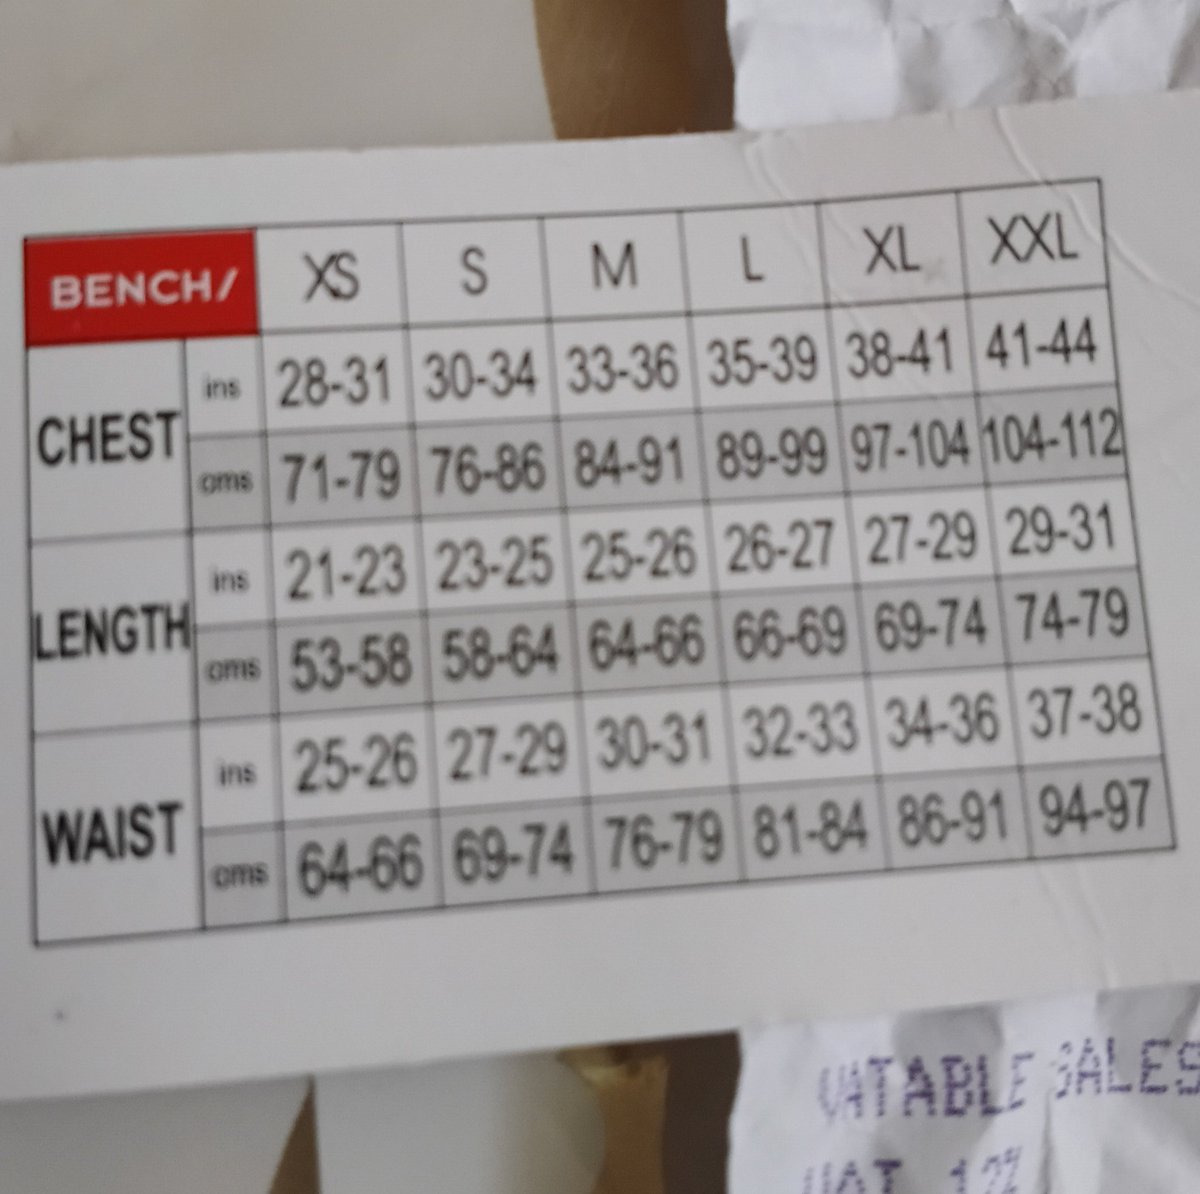 BENCH/ XS S M L XL XXL
CHEST ins 28-31 30-34 33-36 35-39 38-41 41-44
cms 71-79 76-86 84-91 89-99 97-104 104-112
LENGTH ins 21-23 23-25 25-26 26-27 27-29 29-31
cms 53-58 58-64 64-66 66-69 69-74 74-79
WAIST ins 25-26 27-29 30-31 32-33 34-36 37-38
cms 64-66 69-74 76-79 81-84 86-91 94-97
VATABLE SALES
VAT